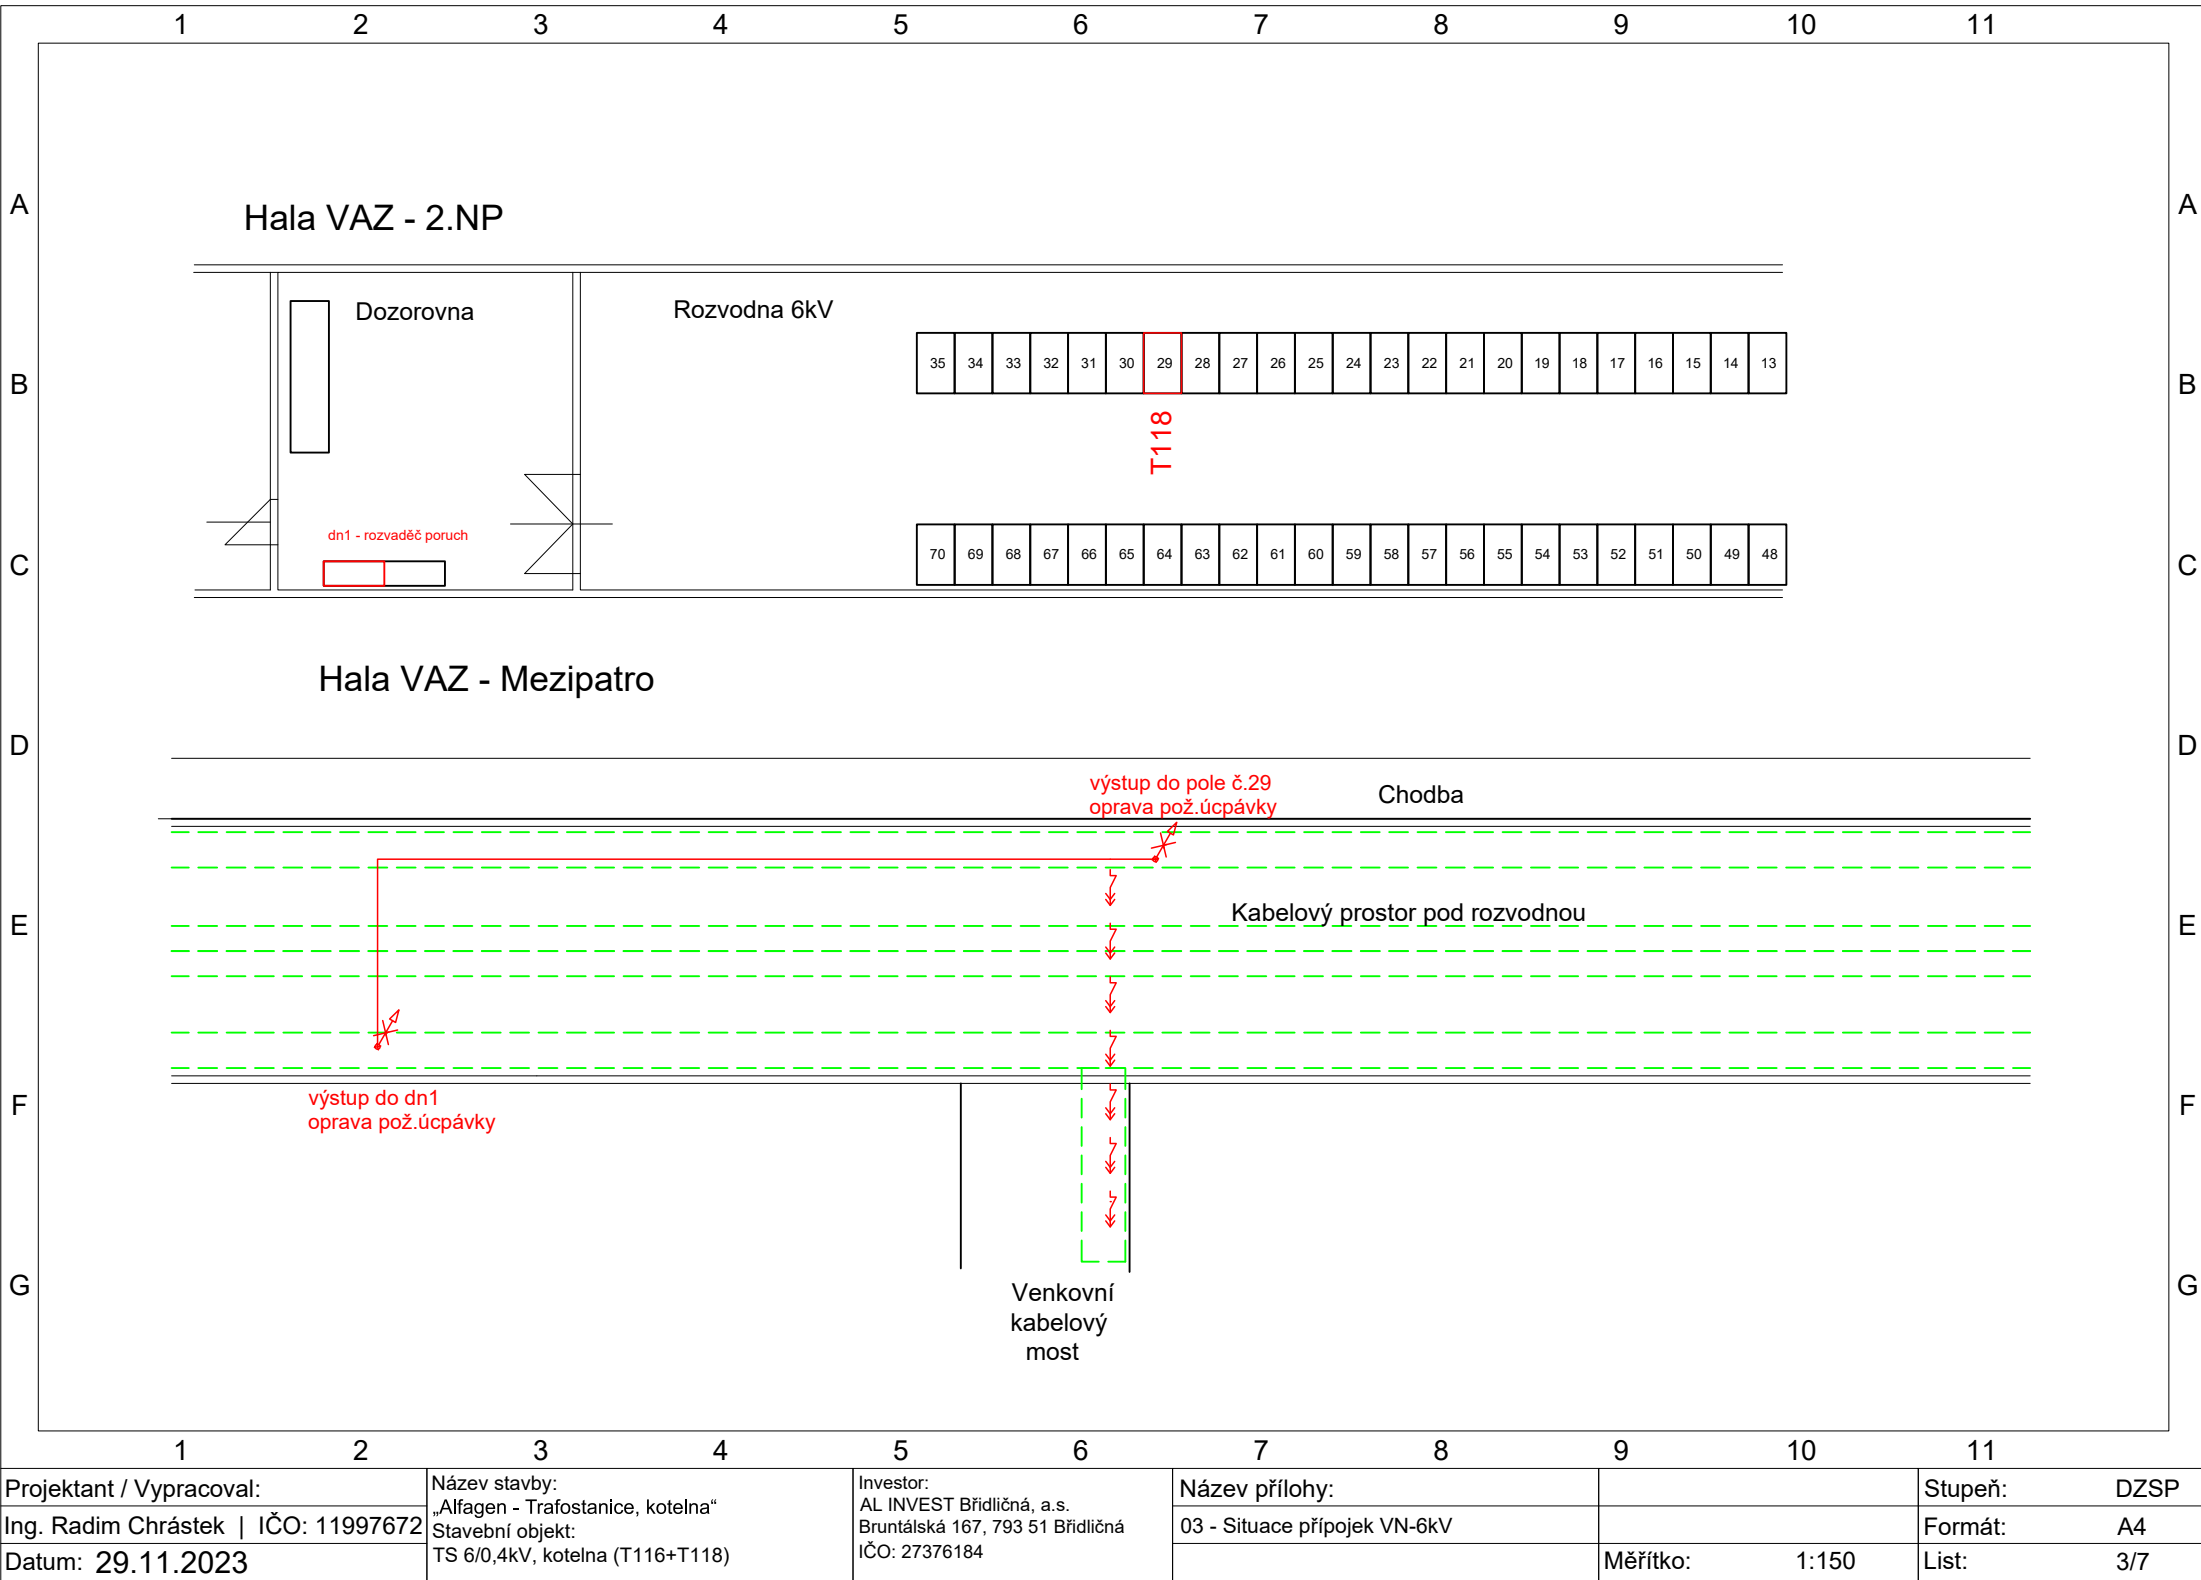 1 2 3 4 5 6 7 8 9 10 11
A A
Hala VAZ - 2.NP
Dozorovna
Rozvodna 6kV
B B
35 34 33 32 31 30 29 28 27 26 25 24 23 22 21 20 19 18 17 16 15 14 13
T118
dn1 - rozvaděč poruch
C C
70 69 68 67 66 65 64 63 62 61 60 59 58 57 56 55 54 53 52 51 50 49 48
Hala VAZ - Mezipatro
D D
výstup do pole č.29
oprava pož.úcpávky
Chodba
E E
Kabelový prostor pod rozvodnou
F F
výstup do dn1
oprava pož.úcpávky
G G
Venkovní
kabelový
most
1 2 3 4 5 6 7 8 9 10 11
Projektant / Vypracoval:
Ing. Radim Chrástek | IČO: 11997672
Datum: 29.11.2023
Název stavby:
„Alfagen - Trafostanice, kotelna“
Stavební objekt:
TS 6/0,4kV, kotelna (T116+T118)
Investor:
AL INVEST Břidličná, a.s.
Bruntálská 167, 793 51 Břidličná
IČO: 27376184
Název přílohy:
03 - Situace přípojek VN-6kV
Měřítko: 1:150
Stupeň: DZSP
Formát: A4
List: 3/7